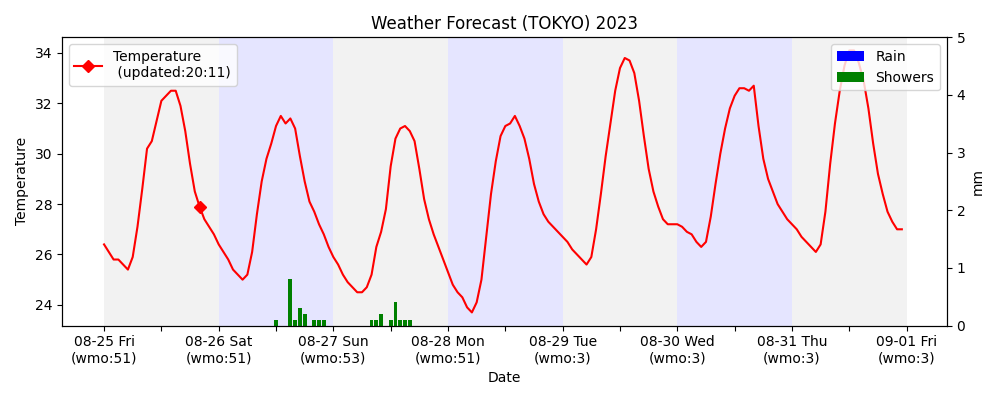 Weather Forecast (TOKYO) 2023
Temperature
(updated:20:11)
Rain
Showers
34
32
30
28
26
24
Temperature
5
4
3
2
1
0
mm
08-25 Fri
(wmo:51)
08-26 Sat
(wmo:51)
08-27 Sun
(wmo:53)
08-28 Mon
(wmo:51)
08-29 Tue
(wmo:3)
08-30 Wed
(wmo:3)
08-31 Thu
(wmo:3)
09-01 Fri
(wmo:3)
Date